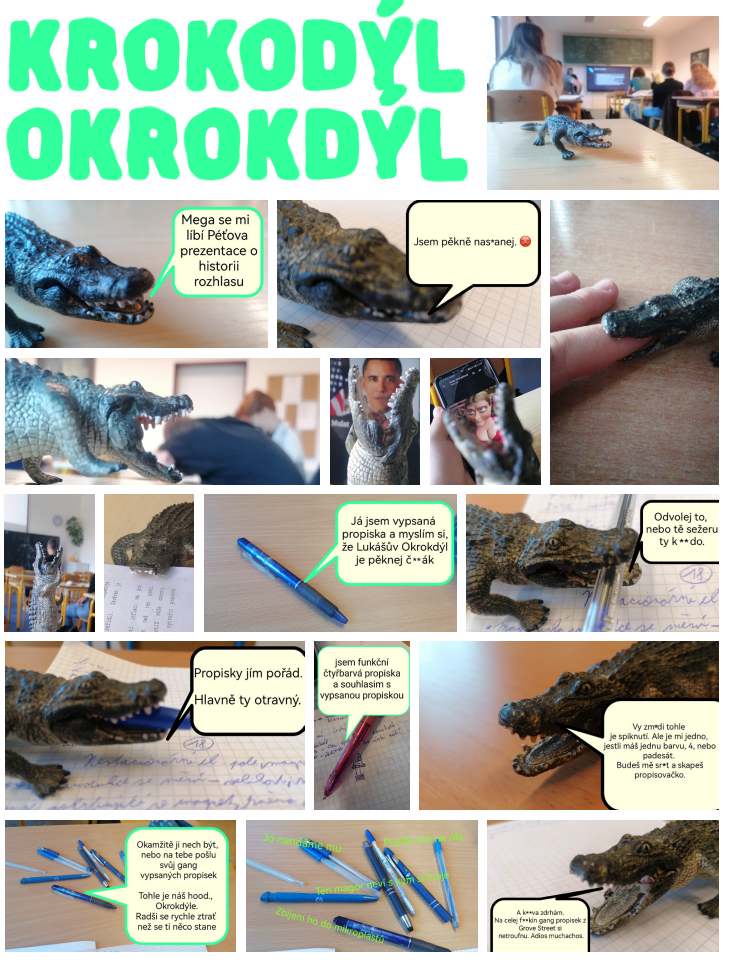 KROKODÝL
OKROKDÝL
Mega se mi
líbí Péťova
prezentace o
historii
rozhlasu
Jsem pěkně nas*anej. 😡
Já jsem vypsaná
propiska a myslím si,
že Lukášův Okrokdýl
je pěknej č**ák
Odvolej to,
nebo tě sežeru
ty k**do.
18
Propisky jím pořád.
Hlavně ty otravný.
18
jsem funkční
čtyřbarvá propiska
a souhlasim s
vypsanou propiskou
Vy zm*di tohle
je spiknutí. Ale je mi jedno,
jestli máš jednu barvu, 4, nebo
padesát.
Budeš mě sr*t a skapeš
propisovačko.
Okamžitě ji nech být,
nebo na tebe pošlu
svůj gang
vypsaných propisek
Tohle je náš hood.,
Okrokdýle.
Radši se rychle ztrať
než se ti něco stane
Jo nandáme mu
Ten magor neví s kým si hraje
Zbijem ho do mikroplastů
A k**va zdrhám.
Na celej f**kin gang propisek z
Grove Street si
netroufnu. Adios muchachos.